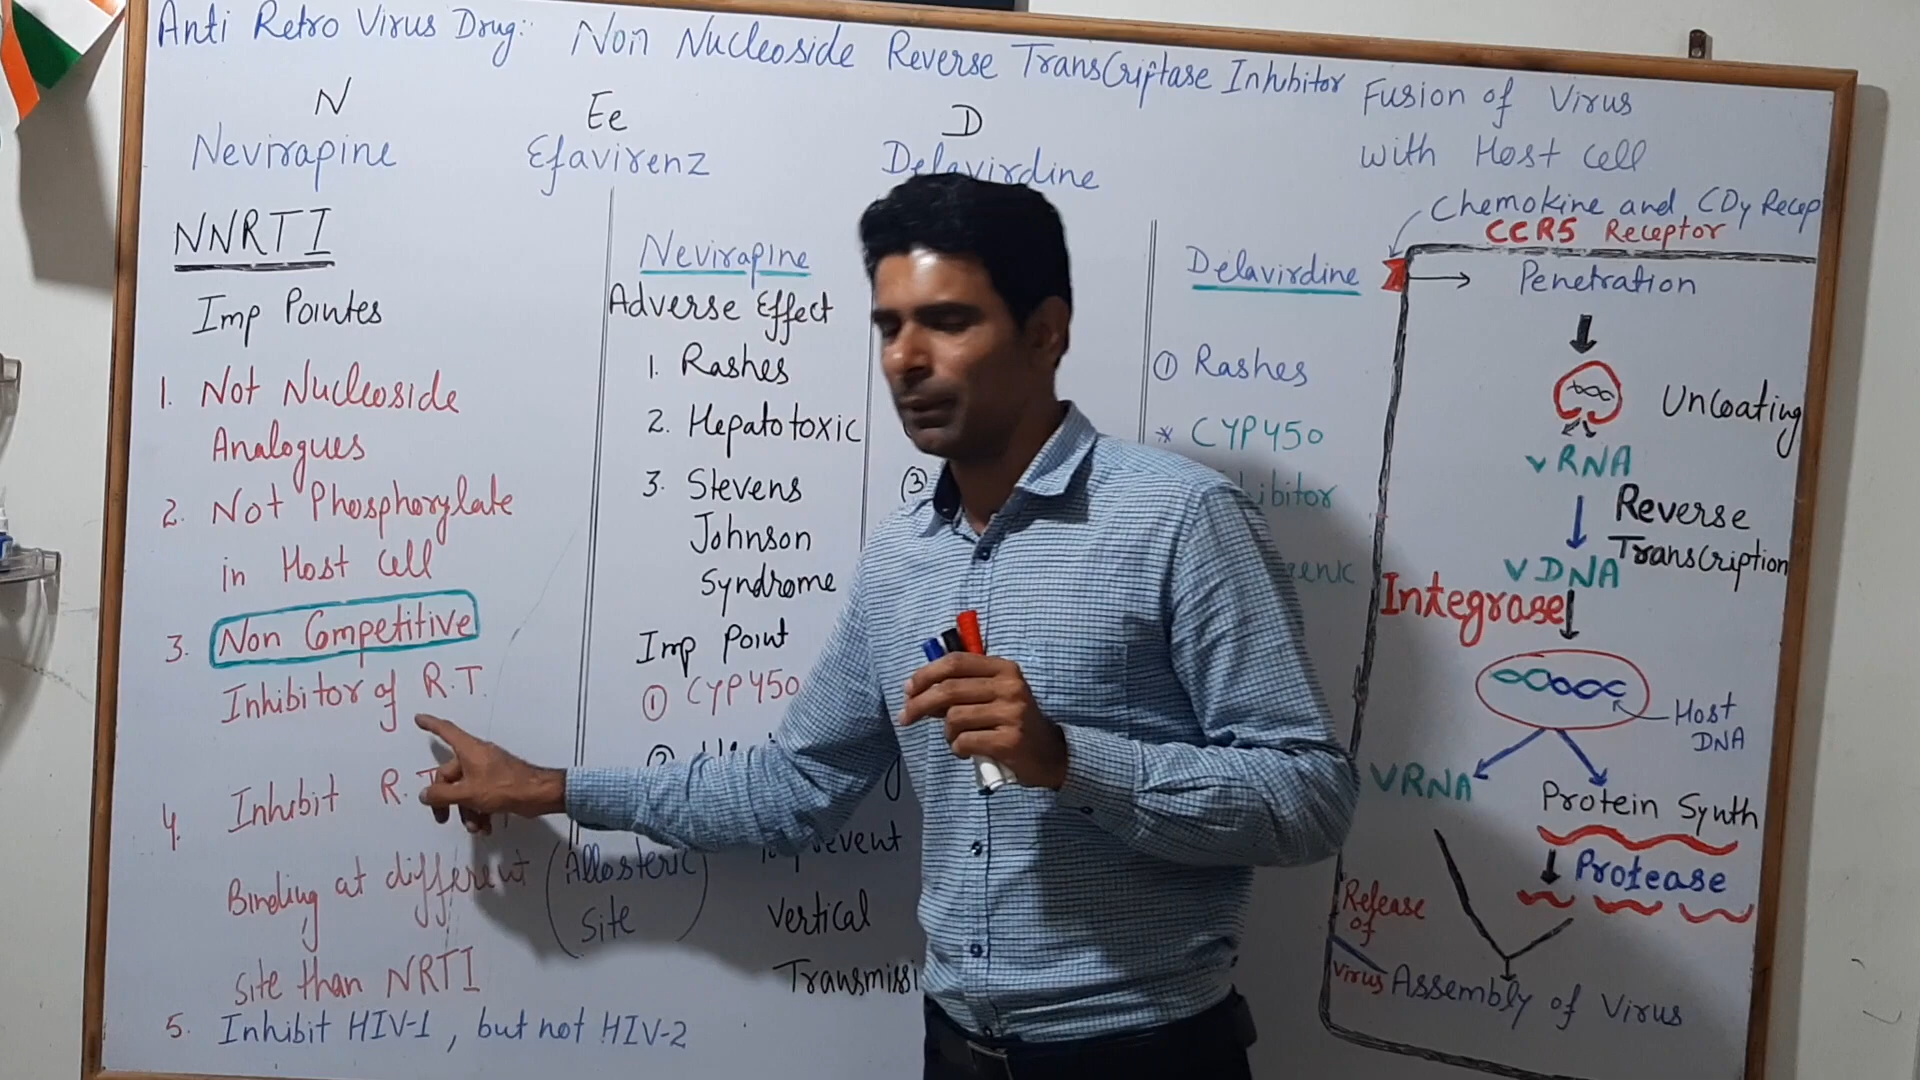 Anti Retro Virus Drug:: Non Nucleoside Reverse Transcriptase Inhibitor
N
Nevirapine
Ee
Efavirenz
D
Delavirdine
NNRTI
Imp Pointes
1. Not Nucleoside
Analogues
2. Not Phosphorylate
in Host Cell
3. Non Competitive
Inhibitor of R.T.
4. Inhibit R.T
Binding at different (Allosteric
Site)
site than NRTI
5. Inhibit HIV-1, but not HIV-2
Nevirapine
Adverse Effect
1. Rashes
2. Hepatotoxic
3. Stevens
Johnson
Syndrome
Imp Point
① CYP450
②
prevent
Vertical
Transmissi
(3)
Delavirdine
① Rashes
* CYP450
Fusion of Virus
with Host Cell
Chemokine and CD4 Recep
CCR5 Receptor
Penetration
Uncoating
vRNA
Reverse
Transcription
vDNA
Integrase
Host
DNA
VRNA
Protein Synth
Protease
Release
of
Virus
Assembly of Virus